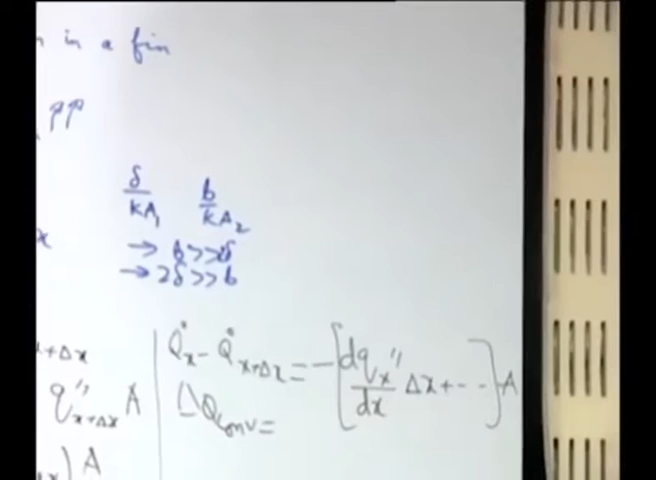 n in a fin
δ/kA₁ b/kA₂
x → b>>δ
→ 2δ>>b
x+Δx
Q̇ₓ - Q̇ₓ₊Δₓ = -[dqₓ''/dx Δx + --]A
q''ₓ₊Δₓ A
ΔQconv =
) A